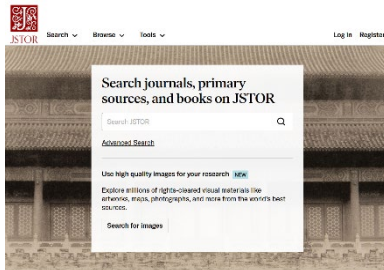 JSTOR
Search Browse Tools Log In Register
Search journals, primary
sources, and books on JSTOR
Search JSTOR
Advanced Search
Use high quality images for your research NEW
Explore millions of rights-cleared visual materials like
artworks, maps, photographs, and more from the world's best
sources.
Search for images